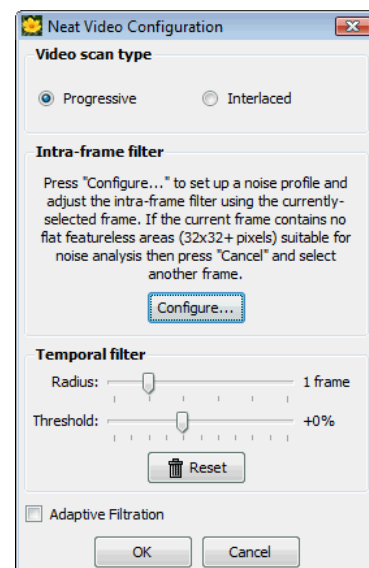 Neat Video Configuration
Video scan type
Progressive Interlaced
Intra-frame filter
Press "Configure..." to set up a noise profile and
adjust the intra-frame filter using the currently-
selected frame. If the current frame contains no
flat featureless areas (32x32+ pixels) suitable for
noise analysis then press "Cancel" and select
another frame.
Configure...
Temporal filter
Radius: 1 frame
Threshold: +0%
Reset
Adaptive Filtration
OK Cancel